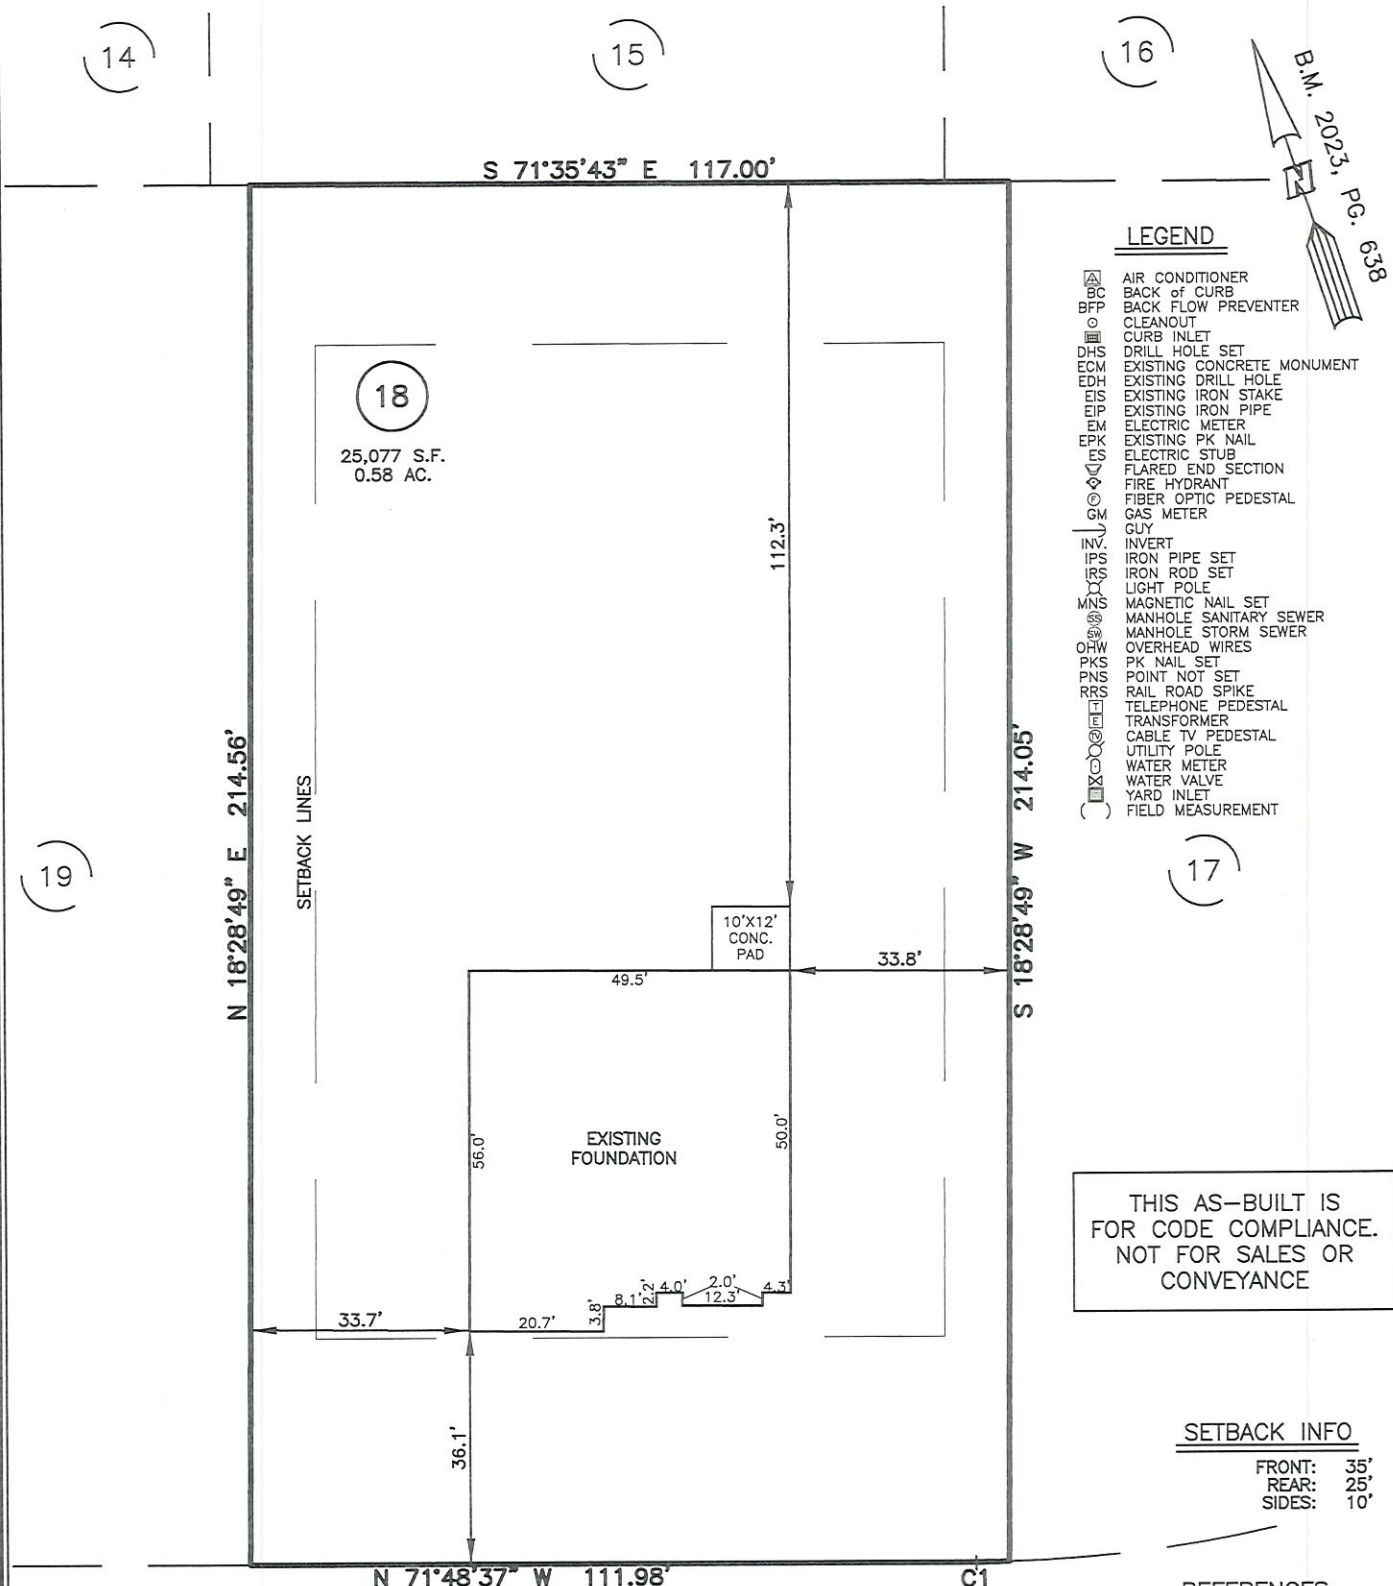 14
15
16
B.M. 2023, PG. 638
S 71°35'43" E 117.00'
LEGEND
AIR CONDITIONER
BC BACK of CURB
BFP BACK FLOW PREVENTER
CLEANOUT
CURB INLET
DHS DRILL HOLE SET
ECM EXISTING CONCRETE MONUMENT
EDH EXISTING DRILL HOLE
EIS EXISTING IRON STAKE
EIP EXISTING IRON PIPE
EM ELECTRIC METER
EPK EXISTING PK NAIL
ES ELECTRIC STUB
FLARED END SECTION
FIRE HYDRANT
F FIBER OPTIC PEDESTAL
GM GAS METER
GUY
INV. INVERT
IPS IRON PIPE SET
IRS IRON ROD SET
LIGHT POLE
MNS MAGNETIC NAIL SET
SS MANHOLE SANITARY SEWER
SW MANHOLE STORM SEWER
OHW OVERHEAD WIRES
PKS PK NAIL SET
PNS POINT NOT SET
RRS RAIL ROAD SPIKE
T TELEPHONE PEDESTAL
E TRANSFORMER
TV CABLE TV PEDESTAL
UTILITY POLE
WATER METER
WATER VALVE
YARD INLET
( ) FIELD MEASUREMENT
18
25,077 S.F.
0.58 AC.
112.3'
N 18°28'49" E 214.56'
SETBACK LINES
S 18°28'49" W 214.05'
19
17
10'X12'
CONC.
PAD
33.8'
49.5'
56.0'
EXISTING
FOUNDATION
50.0'
THIS AS-BUILT IS
FOR CODE COMPLIANCE.
NOT FOR SALES OR
CONVEYANCE
33.7'
20.7'
3.8'
8.1'
2.2'
4.0'
2.0'
12.3'
4.3'
36.1'
SETBACK INFO
FRONT: 35'
REAR: 25'
SIDES: 10'
N 71°48'37" W 111.98'
C1
REFERENCES